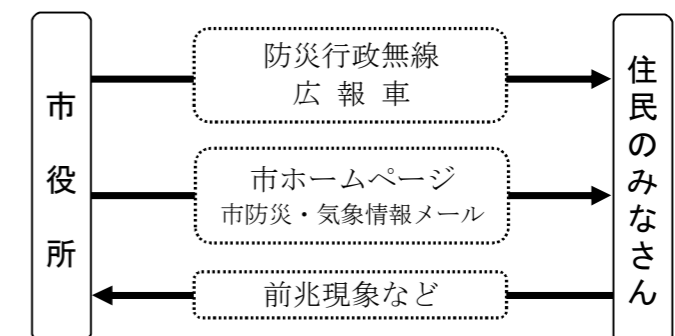 市役所
防災行政無線
広報車
市ホームページ
市防災・気象情報メール
前兆現象など
住民のみなさん